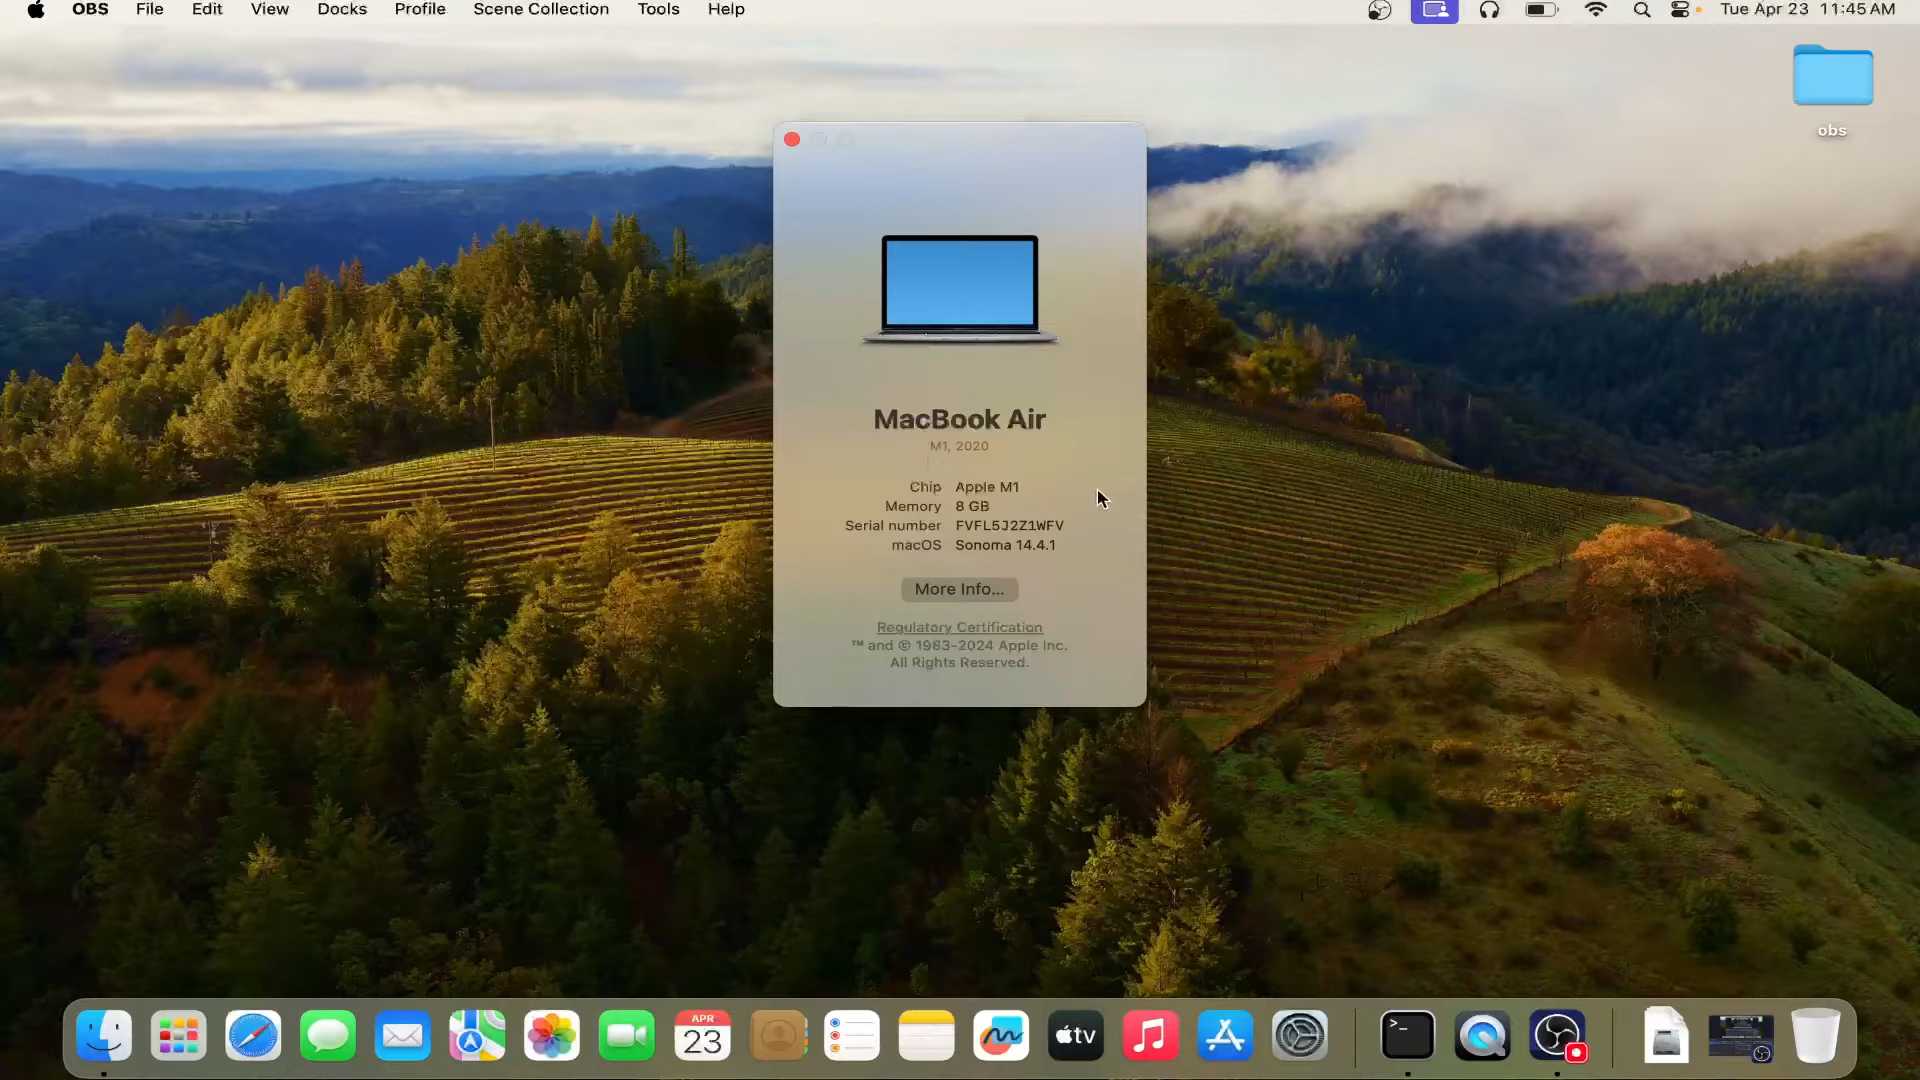 OBS File Edit View Docks Profile Scene Collection Tools Help Tue Apr 23 11:45 AM
obs
MacBook Air
M1, 2020
Chip Apple M1
Memory 8 GB
Serial number FVFL5J2Z1WFV
macOS Sonoma 14.4.1
More Info...
Regulatory Certification
™ and © 1983-2024 Apple Inc.
All Rights Reserved.
APR
23
tv
>_